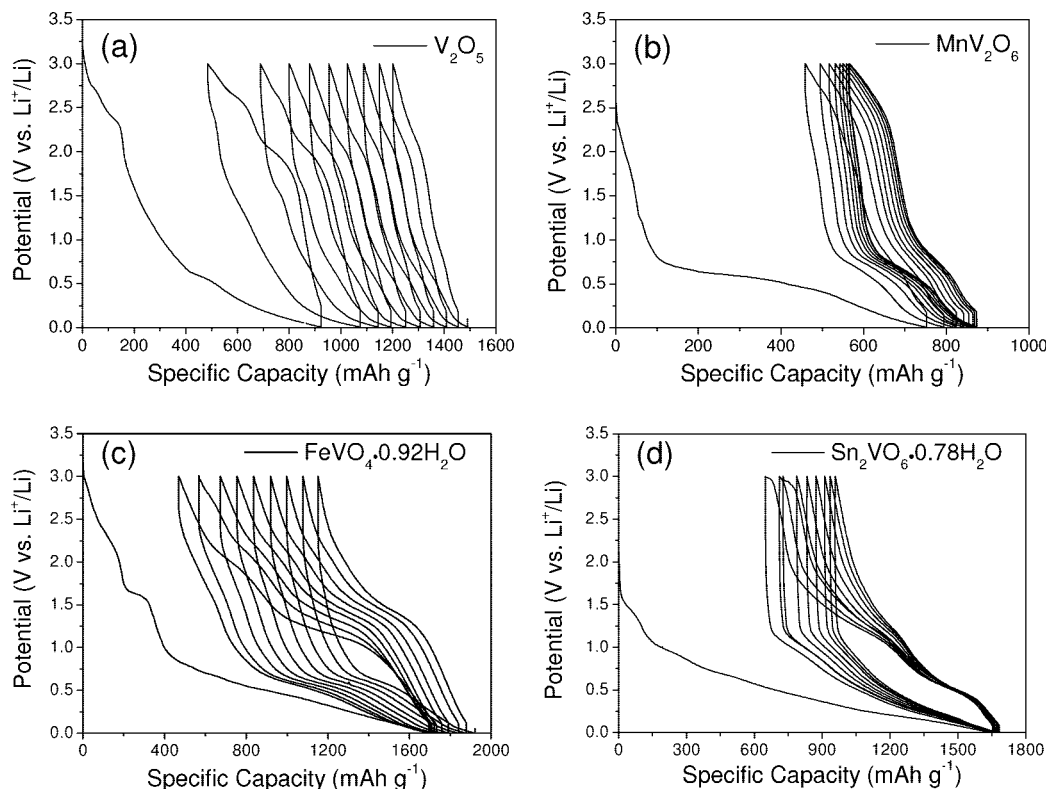 (a)
V₂O₅
3.5
3.0
2.5
2.0
1.5
1.0
0.5
0.0
Potential (V vs. Li⁺/Li)
0 200 400 600 800 1000 1200 1400 1600
Specific Capacity (mAh g⁻¹)
(b)
MnV₂O₆
3.5
3.0
2.5
2.0
1.5
1.0
0.5
0.0
Potential (V vs. Li⁺/Li)
0 200 400 600 800 1000
Specific Capacity (mAh g⁻¹)
(c)
FeVO₄•0.92H₂O
3.5
3.0
2.5
2.0
1.5
1.0
0.5
0.0
Potential (V vs. Li⁺/Li)
0 400 800 1200 1600 2000
Specific Capacity (mAh g⁻¹)
(d)
Sn₂VO₆•0.78H₂O
3.5
3.0
2.5
2.0
1.5
1.0
0.5
0.0
Potential (V vs. Li⁺/Li)
0 300 600 900 1200 1500 1800
Specific Capacity (mAh g⁻¹)